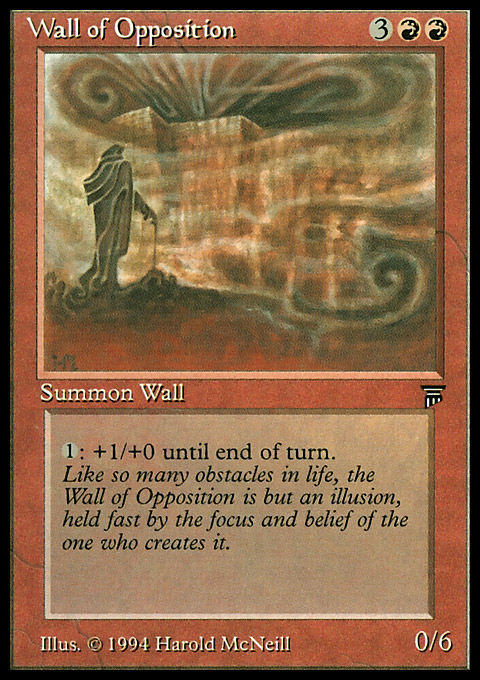 Wall of Opposition 3
Summon Wall
1: +1/+0 until end of turn.
Like so many obstacles in life, the
Wall of Opposition is but an illusion,
held fast by the focus and belief of the
one who creates it.
Illus. © 1994 Harold McNeill 0/6